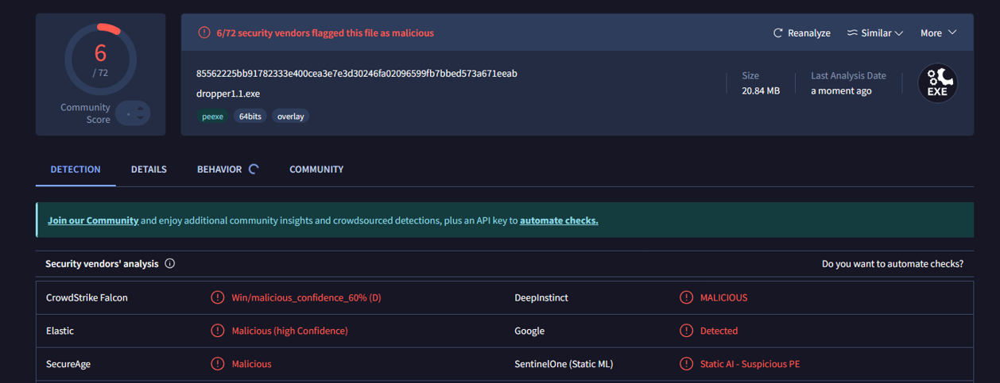 6
/ 72
Community
Score
6/72 security vendors flagged this file as malicious
Reanalyze
Similar
More
85562225bb91782333e400cea3e7e3d30246fa02096599fb7bbed573a671eeab
dropper1.1.exe
peexe
64bits
overlay
Size
20.84 MB
Last Analysis Date
a moment ago
EXE
DETECTION
DETAILS
BEHAVIOR
COMMUNITY
Join our Community and enjoy additional community insights and crowdsourced detections, plus an API key to automate checks.
Security vendors' analysis
Do you want to automate checks?
CrowdStrike Falcon
Win/malicious_confidence_60% (D)
DeepInstinct
MALICIOUS
Elastic
Malicious (high Confidence)
Google
Detected
SecureAge
Malicious
SentinelOne (Static ML)
Static AI - Suspicious PE